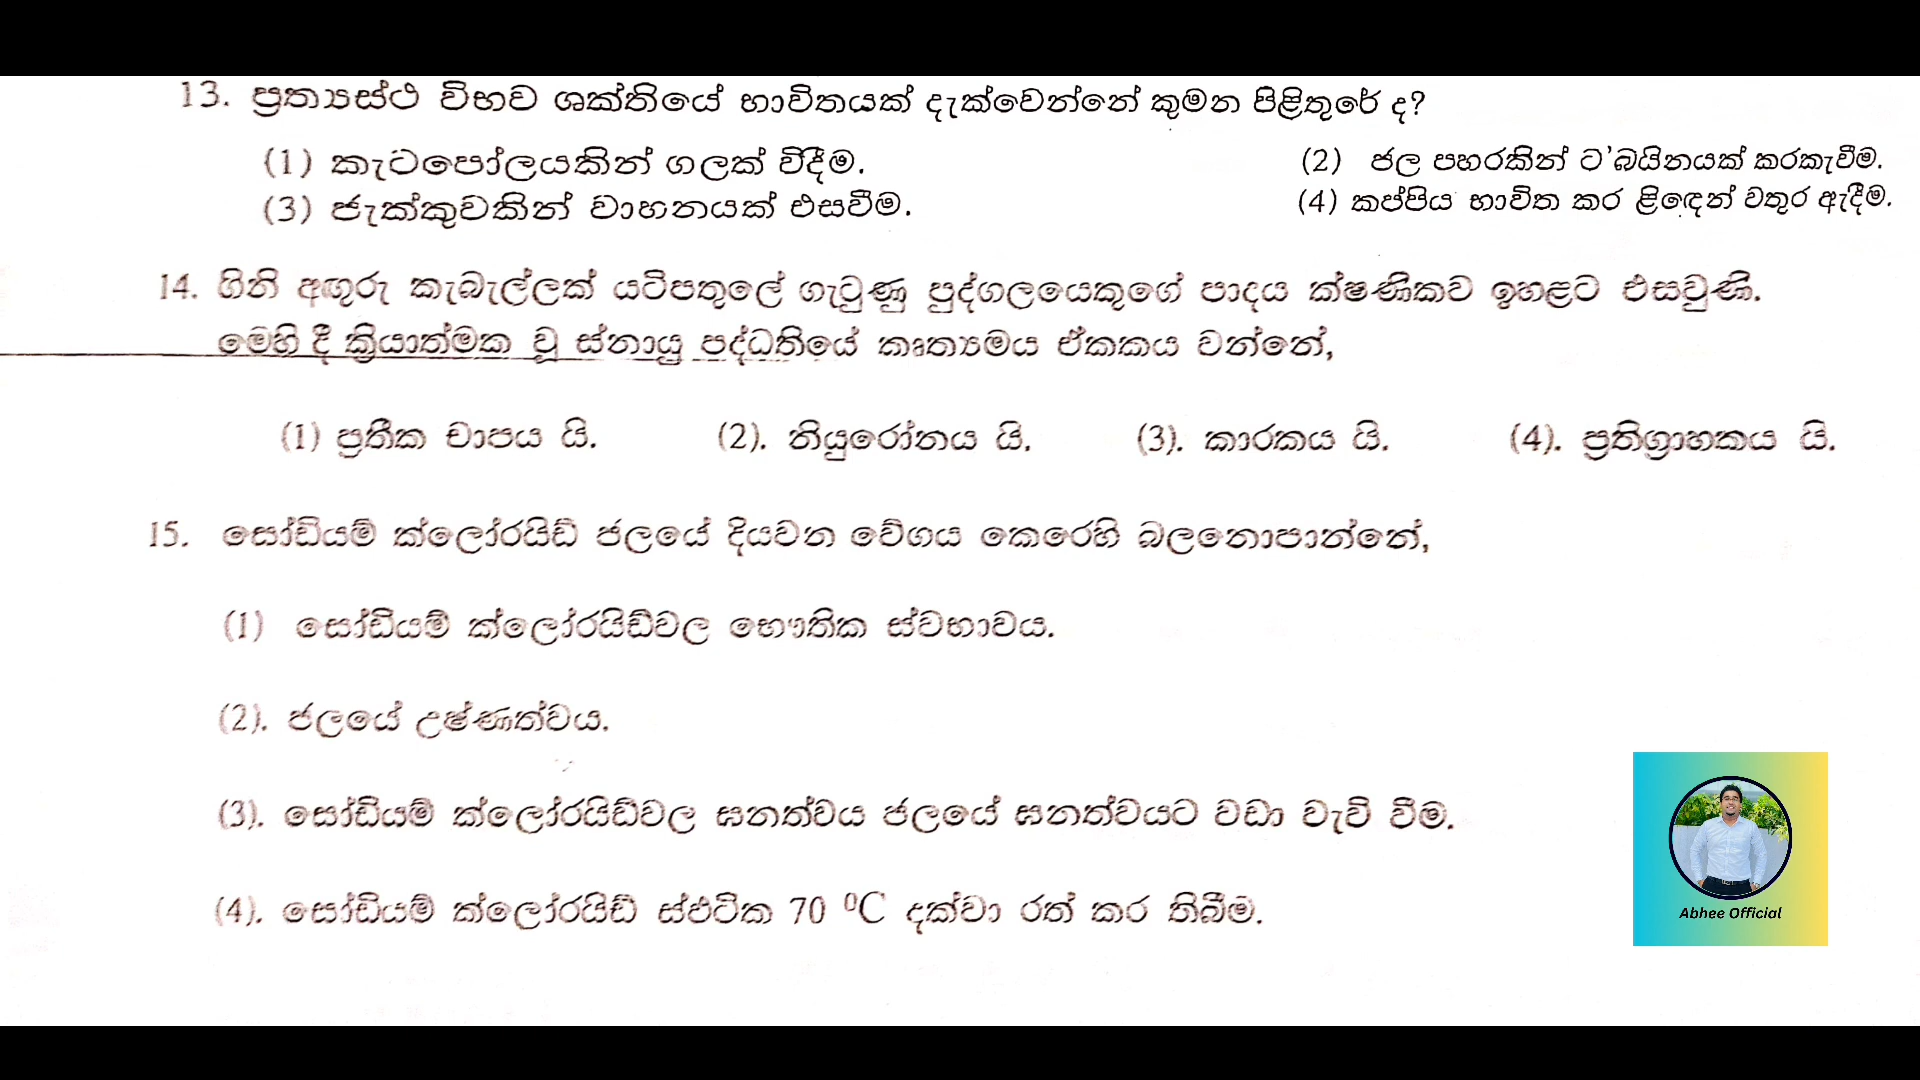 13. ප්‍රත්‍යස්ථ විභව ශක්තියේ භාවිතයක් දැක්වෙන්නේ කුමන පිළිතුරේ ද?
(1) කැටපෝලයකින් ගලක් විදීම. (2) ජල පහරකින් ට'බයිනයක් කරකැවීම.
(3) ජැක්කුවකින් වාහනයක් එසවීම. (4) කප්පිය භාවිත කර ළිඳෙන් වතුර ඇදීම.
14. ගිනි අඟුරු කැබැල්ලක් යටිපතුලේ ගැටුණු පුද්ගලයෙකුගේ පාදය ක්ෂණිකව ඉහළට එසවුණි.
මෙහි දී ක්‍රියාත්මක වූ ස්නායු පද්ධතියේ කෘත්‍යමය ඒකකය වන්නේ,
(1) ප්‍රතීක චාපය යි. (2). නියුරෝනය යි. (3). කාරකය යි. (4). ප්‍රතිග්‍රාහකය යි.
15. සෝඩියම් ක්ලෝරයිඩ් ජලයේ දියවන වේගය කෙරෙහි බලනොපාන්නේ,
(1) සෝඩියම් ක්ලෝරයිඩ්වල භෞතික ස්වභාවය.
(2). ජලයේ උෂ්ණත්වය.
(3). සෝඩියම් ක්ලෝරයිඩ්වල ඝනත්වය ජලයේ ඝනත්වයට වඩා වැඩි වීම.
(4). සෝඩියම් ක්ලෝරයිඩ් ස්ඵටික 70 ⁰C දක්වා රත් කර තිබීම.
Abhee Official